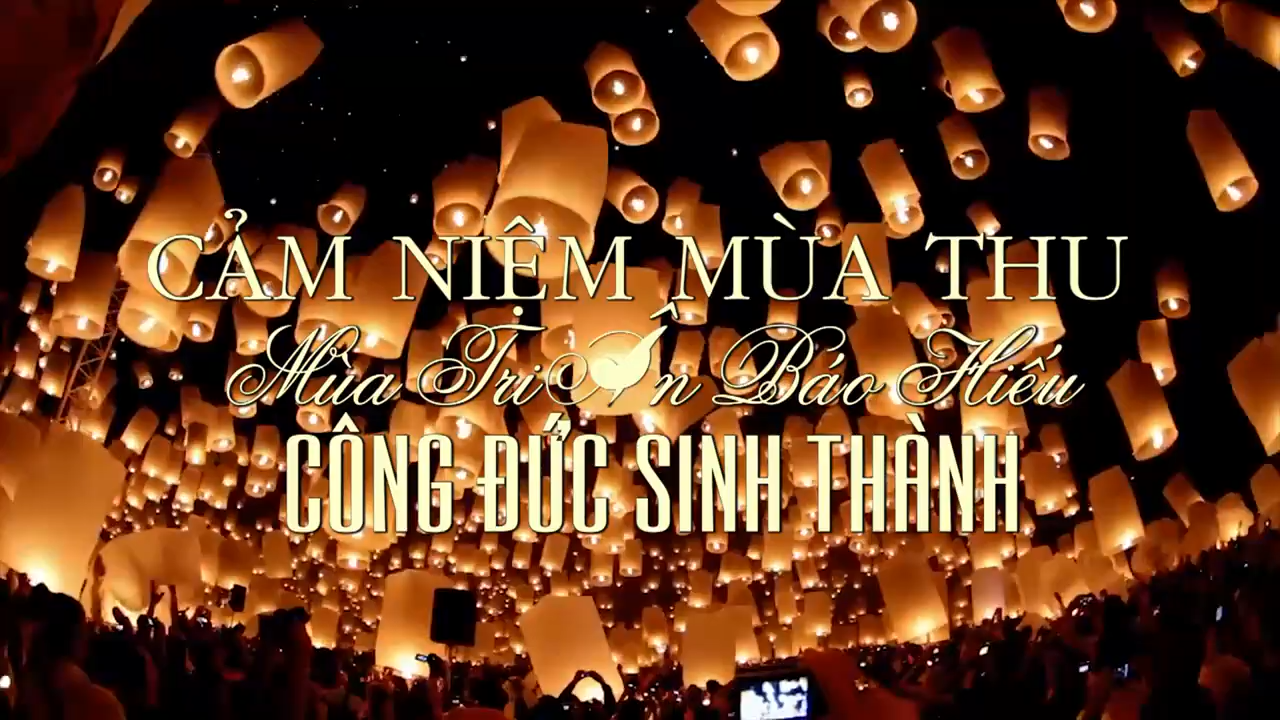 CẢM NIỆM MÙA THU
Mùa Tri Ân Báo Hiếu
CÔNG ĐỨC SINH THÀNH